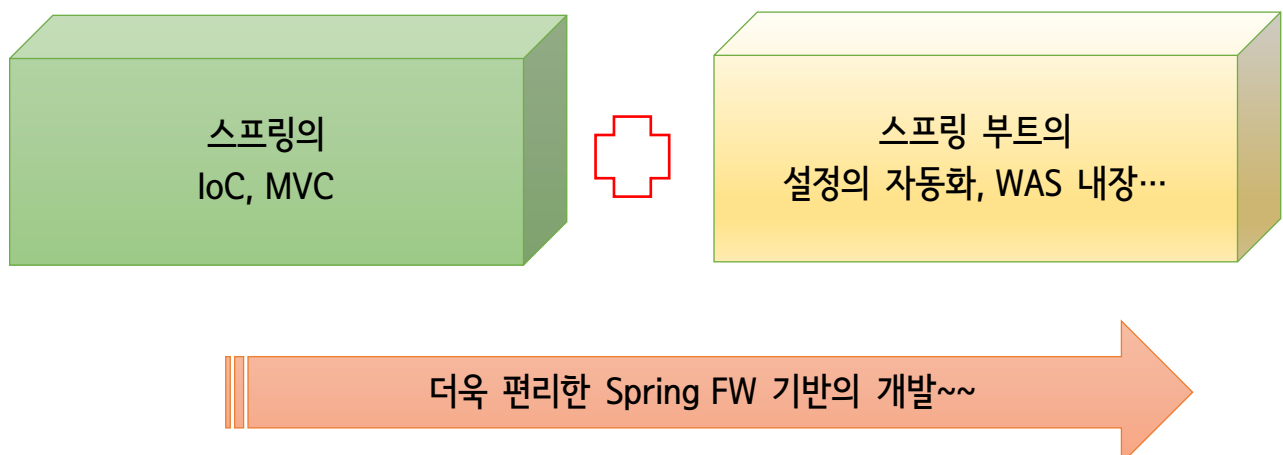 스프링의
IoC, MVC
스프링 부트의
설정의 자동화, WAS 내장…
더욱 편리한 Spring FW 기반의 개발~~